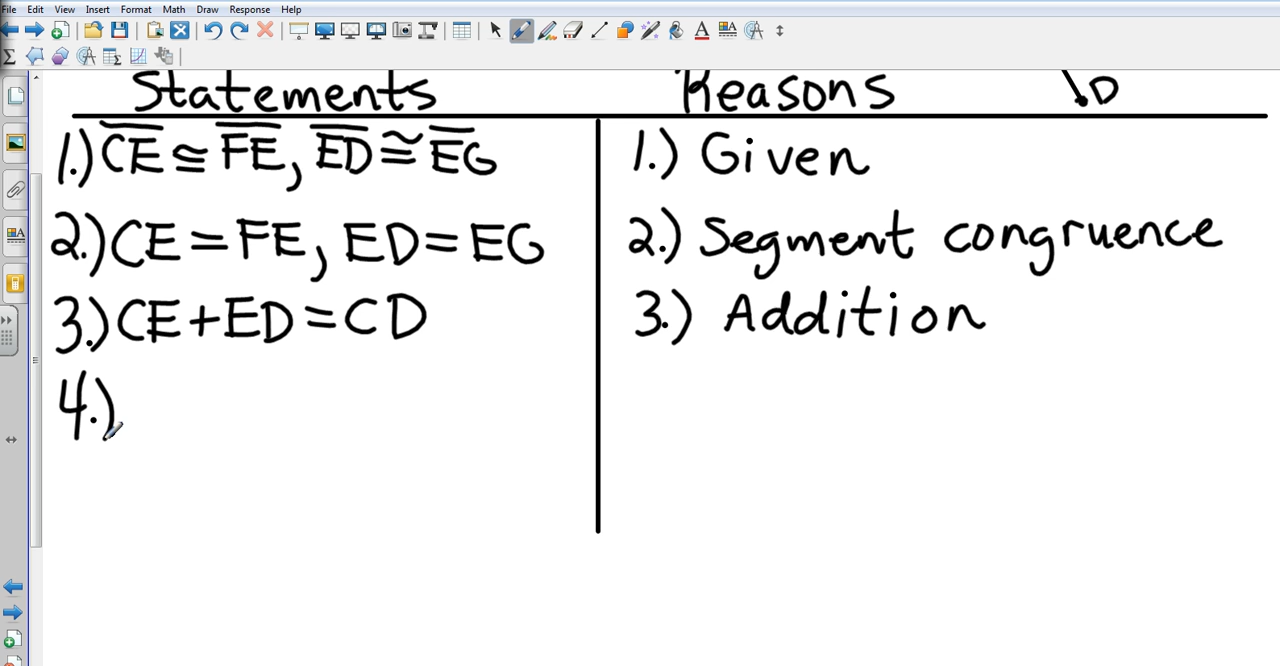 File Edit View Insert Format Math Draw Response Help
Statements Reasons D
1.) CE ≅ FE, ED ≅ EG 1.) Given
2.) CE = FE, ED = EG 2.) Segment congruence
3.) CE + ED = CD 3.) Addition
4.)